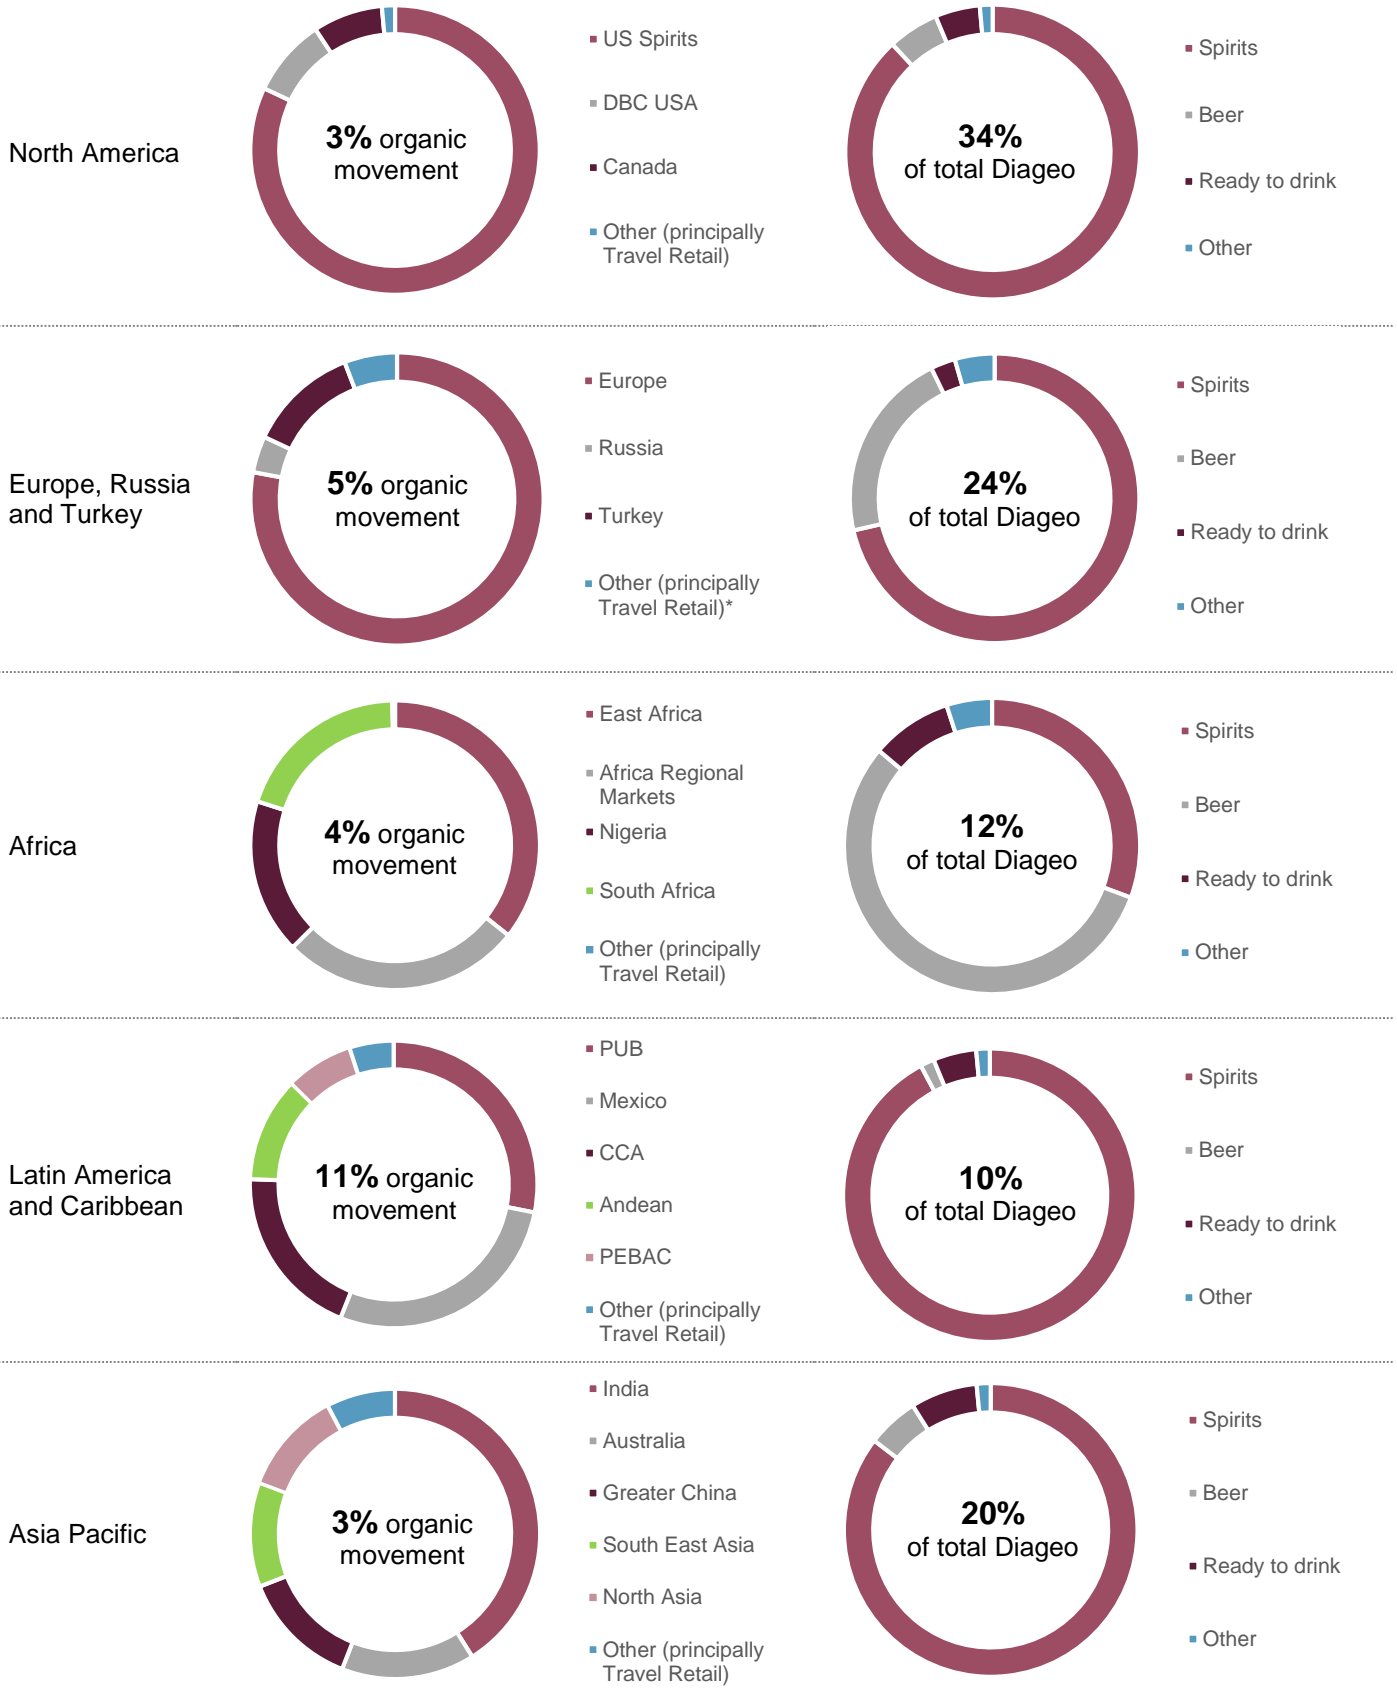 North America
3% organic
movement
US Spirits
DBC USA
Canada
Other (principally
Travel Retail)
34%
of total Diageo
Spirits
Beer
Ready to drink
Other
Europe, Russia
and Turkey
5% organic
movement
Europe
Russia
Turkey
Other (principally
Travel Retail)*
24%
of total Diageo
Spirits
Beer
Ready to drink
Other
Africa
4% organic
movement
East Africa
Africa Regional
Markets
Nigeria
South Africa
Other (principally
Travel Retail)
12%
of total Diageo
Spirits
Beer
Ready to drink
Other
Latin America
and Caribbean
11% organic
movement
PUB
Mexico
CCA
Andean
PEBAC
Other (principally
Travel Retail)
10%
of total Diageo
Spirits
Beer
Ready to drink
Other
Asia Pacific
3% organic
movement
India
Australia
Greater China
South East Asia
North Asia
Other (principally
Travel Retail)
20%
of total Diageo
Spirits
Beer
Ready to drink
Other